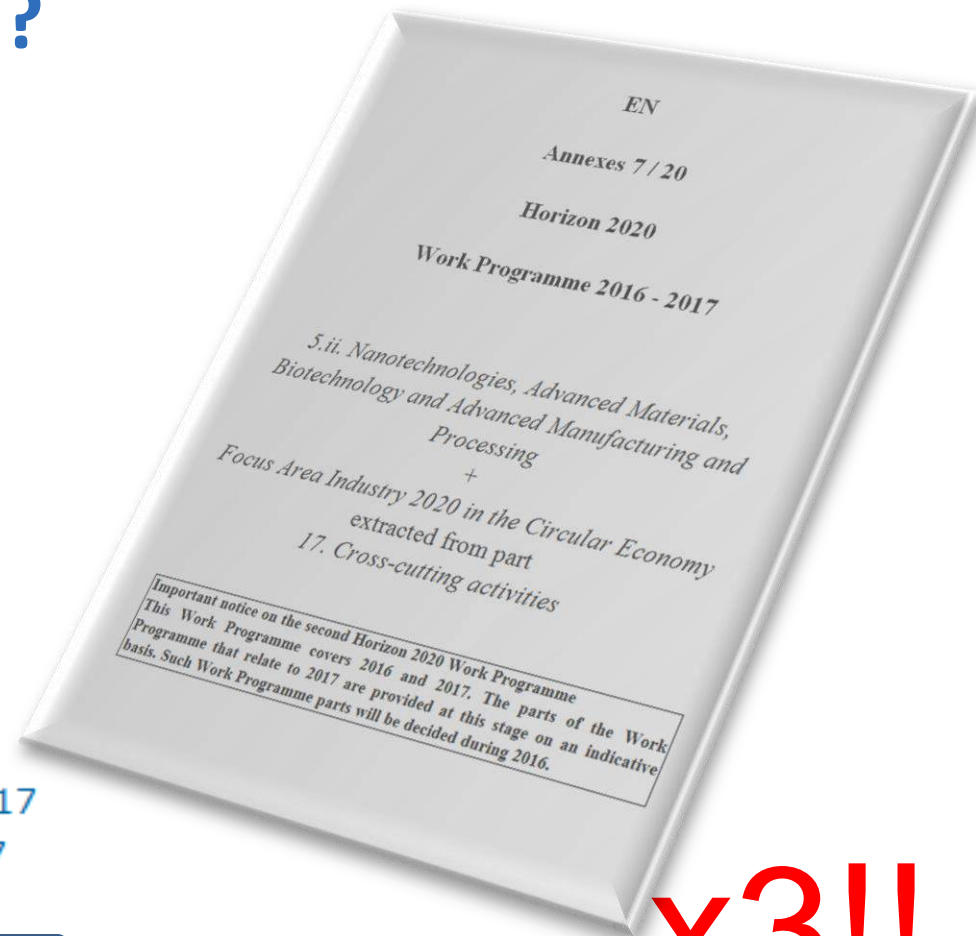 ?
EN
Annexes 7 / 20
Horizon 2020
Work Programme 2016 - 2017
5.ii. Nanotechnologies, Advanced Materials,
Biotechnology and Advanced Manufacturing and
Processing
+
Focus Area Industry 2020 in the Circular Economy
extracted from part
17. Cross-cutting activities
Important notice on the second Horizon 2020 Work Programme
This Work Programme covers 2016 and 2017. The parts of the Work
Programme that relate to 2017 are provided at this stage on an indicative
basis. Such Work Programme parts will be decided during 2016.
17
7
x3!!